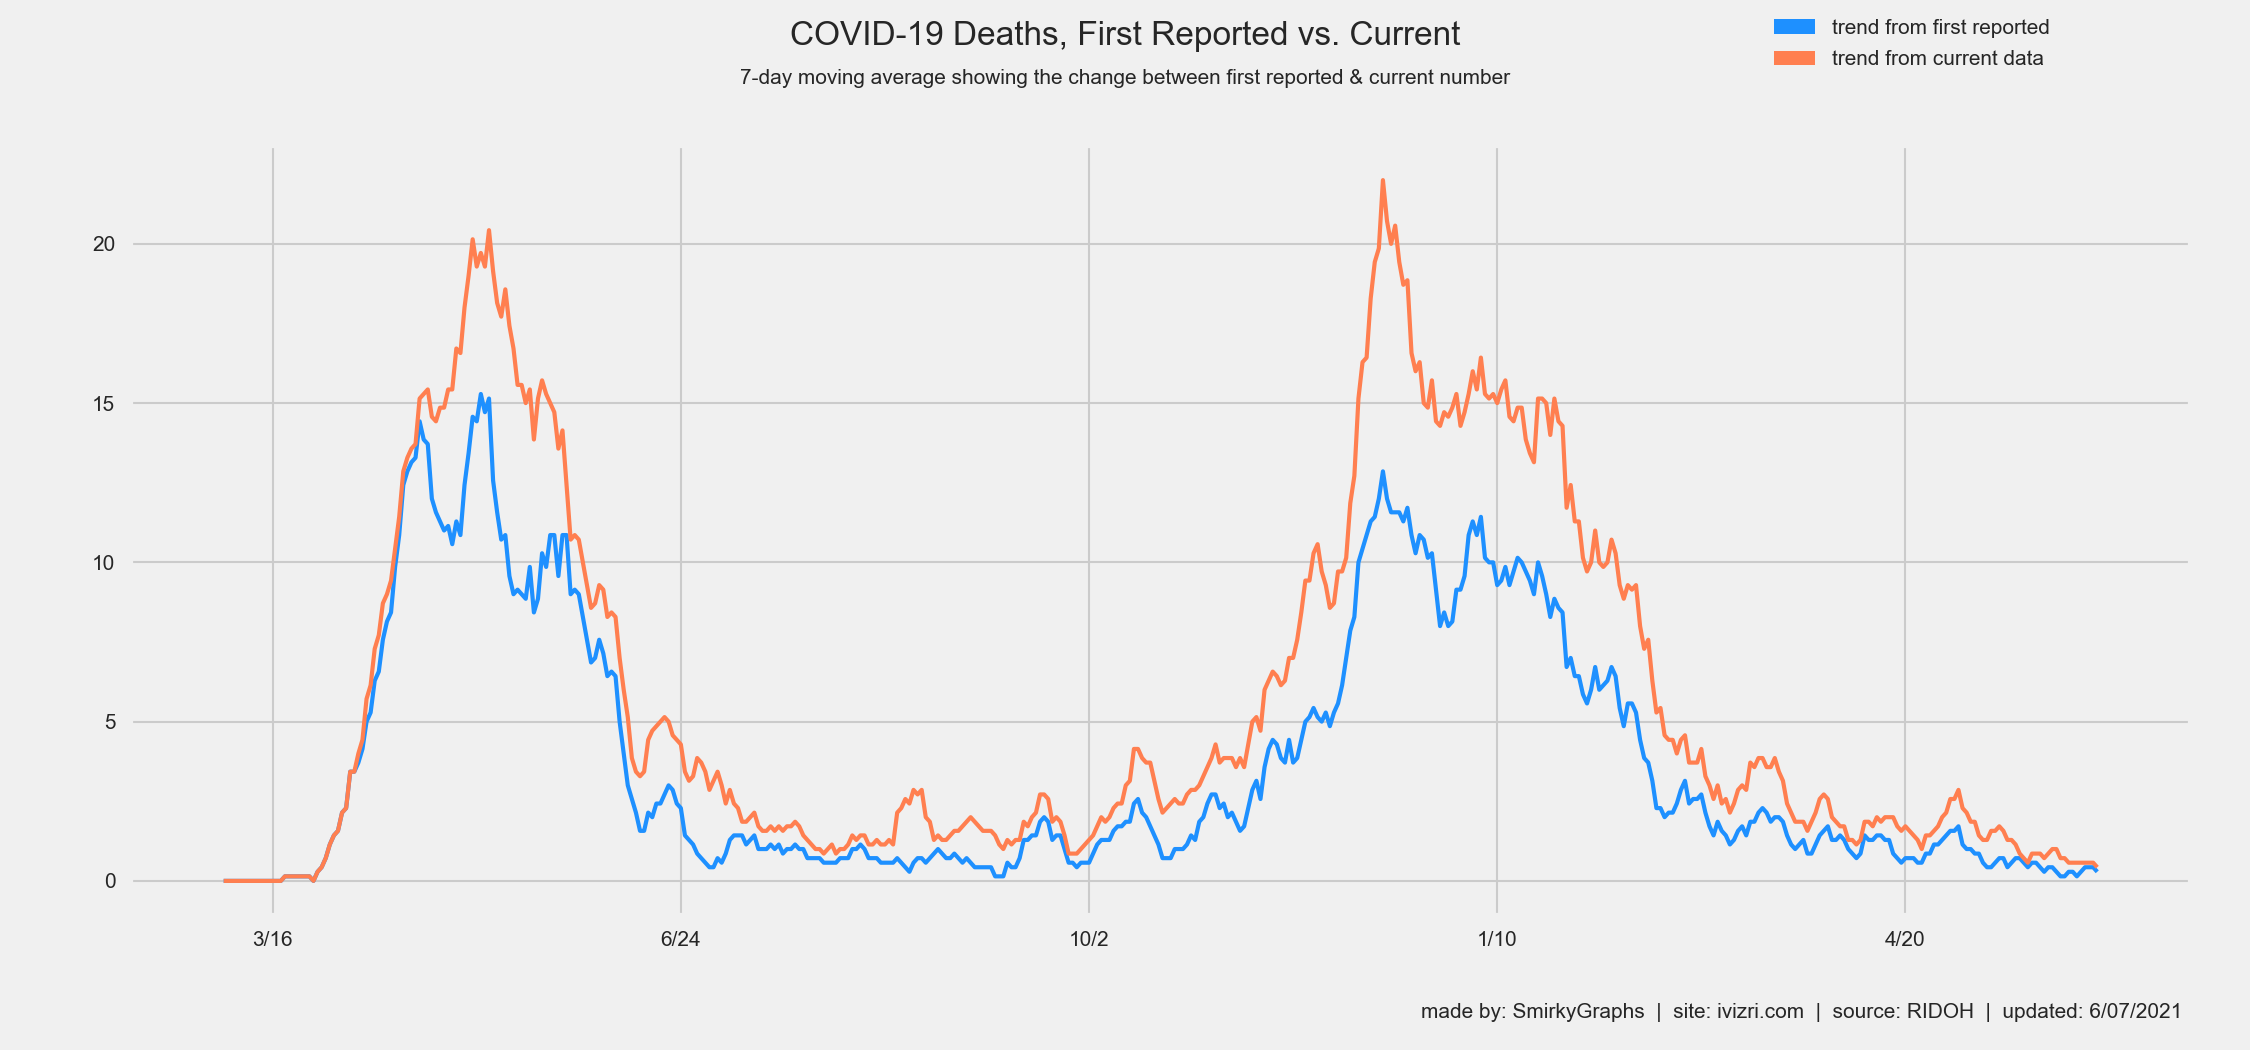 COVID-19 Deaths, First Reported vs. Current
7-day moving average showing the change between first reported & current number
trend from first reported
trend from current data
20
15
10
5
0
3/16
6/24
10/2
1/10
4/20
made by: SmirkyGraphs | site: ivizri.com | source: RIDOH | updated: 6/07/2021